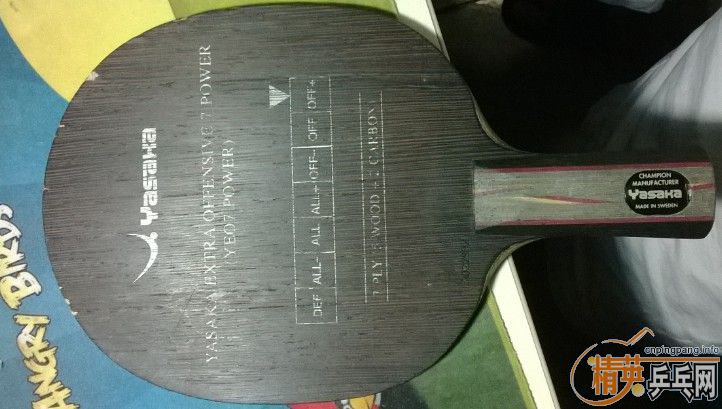 Yasaka
YASAKA EXTRA OFFENSIVE 7 POWER
(YEO7 POWER)
DEF ALL- ALL ALL+ OFF- OFF OFF+
7 PLY: 5 WOOD + 2 CARBON
CHAMPION
MANUFACTURER
Yasaka
MADE IN SWEDEN
ANGRY BIRDS
cnpingpang.info
精英乒乓网